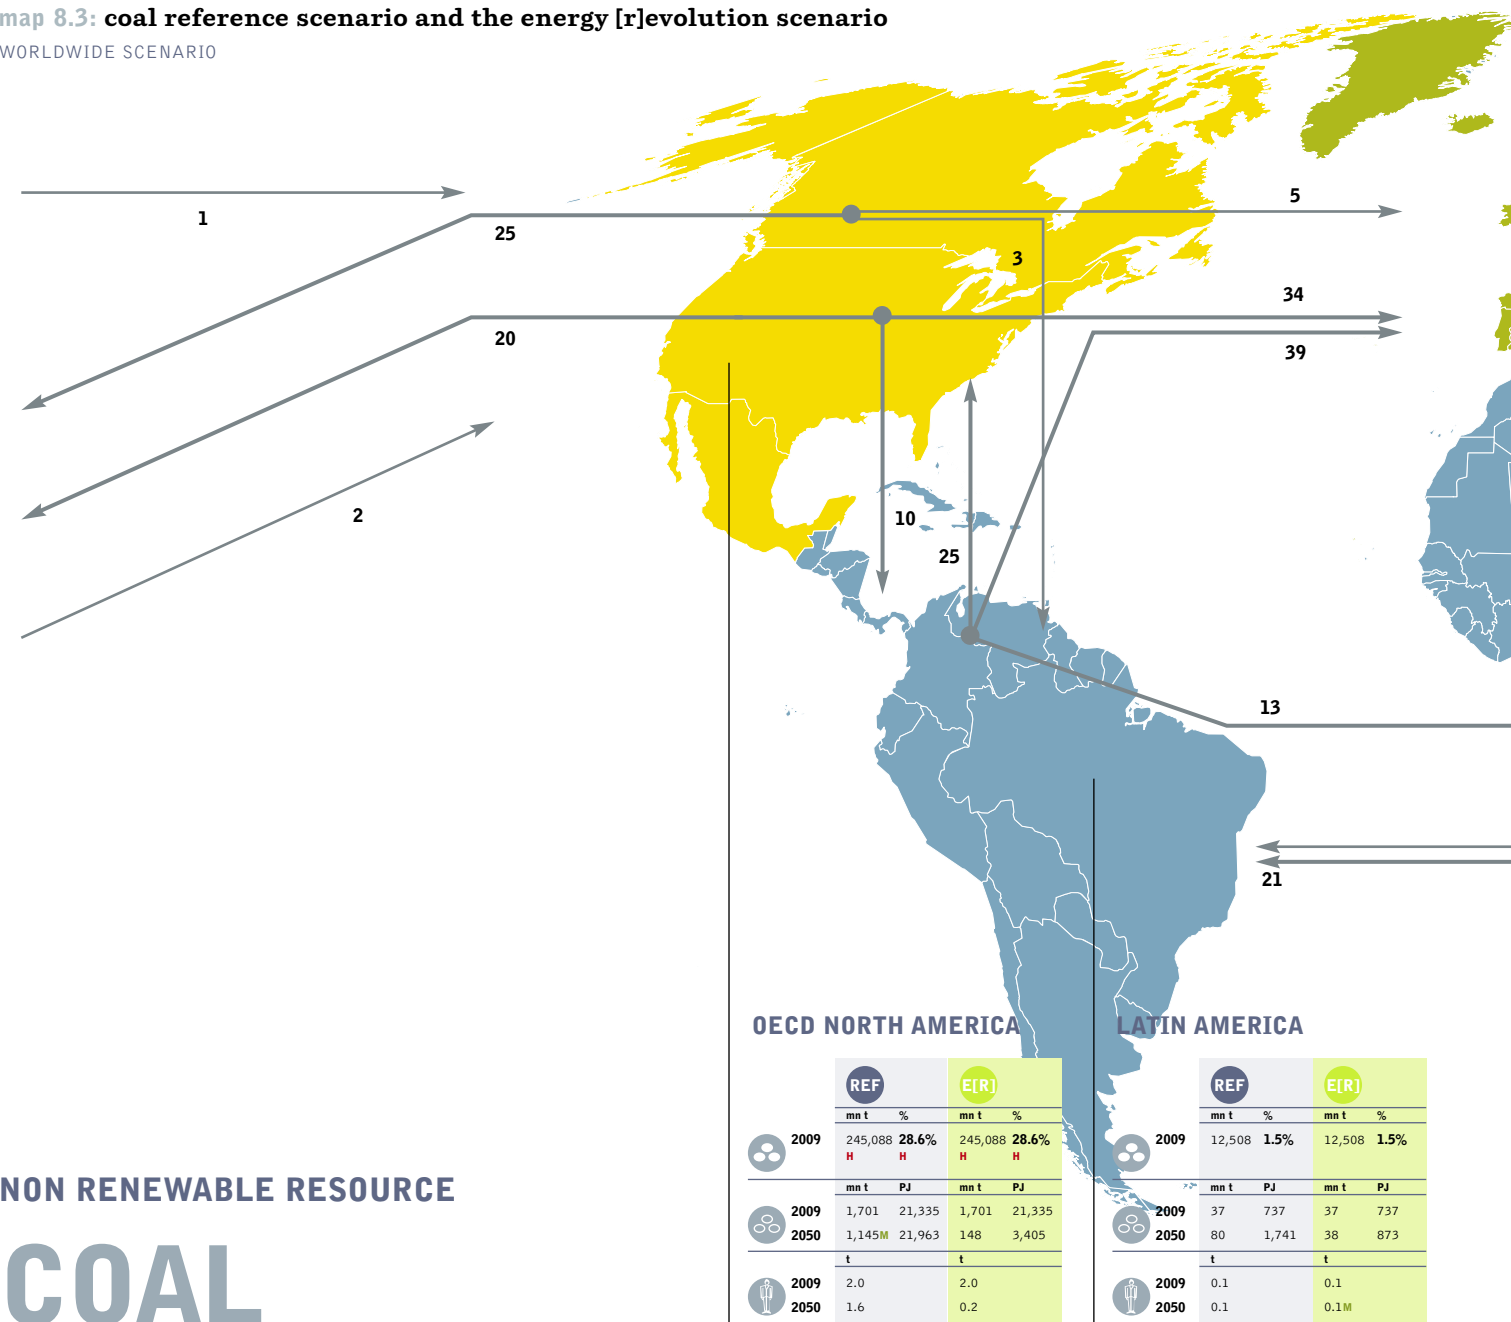 map 8.3: coal reference scenario and the energy [r]evolution scenario
WORLDWIDE SCENARIO
1
25
5
3
34
20
39
2
10
25
13
21
OECD NORTH AMERICA
REF E[R]
mn t % mn t %
2009 245,088 28.6% 245,088 28.6%
H H H H
mn t PJ mn t PJ
2009 1,701 21,335 1,701 21,335
2050 1,145M 21,963 148 3,405
t t
2009 2.0 2.0
2050 1.6 0.2
LATIN AMERICA
REF E[R]
mn t % mn t %
2009 12,508 1.5% 12,508 1.5%
mn t PJ mn t PJ
2009 37 737 37 737
2050 80 1,741 38 873
t t
2009 0.1 0.1
2050 0.1 0.1M
NON RENEWABLE RESOURCE
COAL